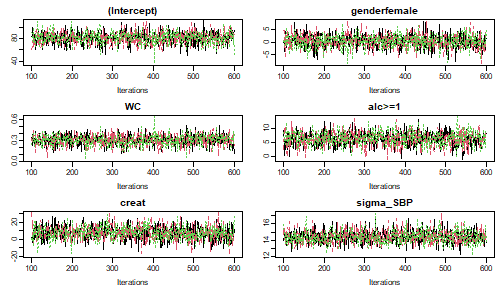 (Intercept)
genderfemale
40 80
-5 0 5
100 200 300 400 500 600
100 200 300 400 500 600
Iterations
Iterations
WC
alc>=1
0.0 0.3 0.6
0 5 10
100 200 300 400 500 600
100 200 300 400 500 600
Iterations
Iterations
creat
sigma_SBP
-20 0 20
12 14 16
100 200 300 400 500 600
100 200 300 400 500 600
Iterations
Iterations